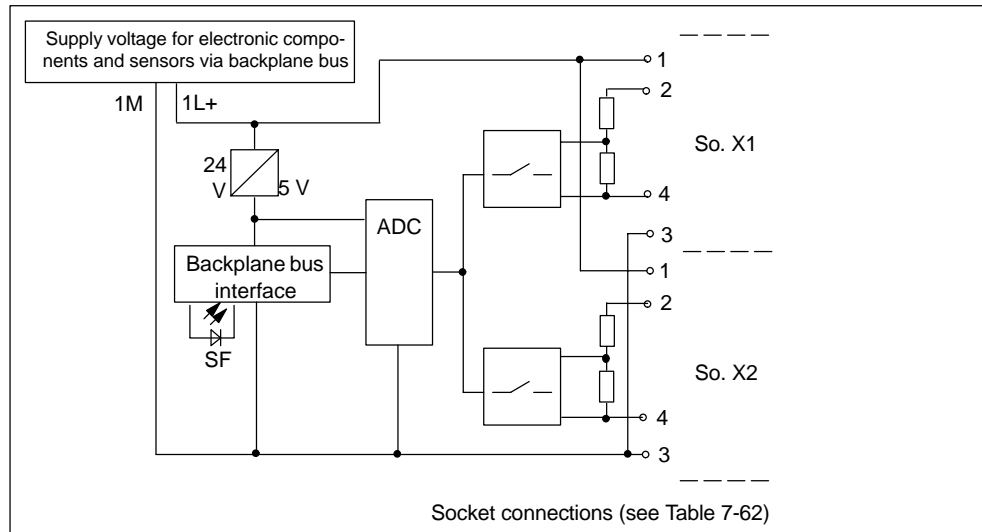 Supply voltage for electronic compo-
nents and sensors via backplane bus
1M
1L+
24
V
5 V
ADC
Backplane bus
interface
SF
1
2
So. X1
4
3
1
2
So. X2
4
3
Socket connections (see Table 7-62)